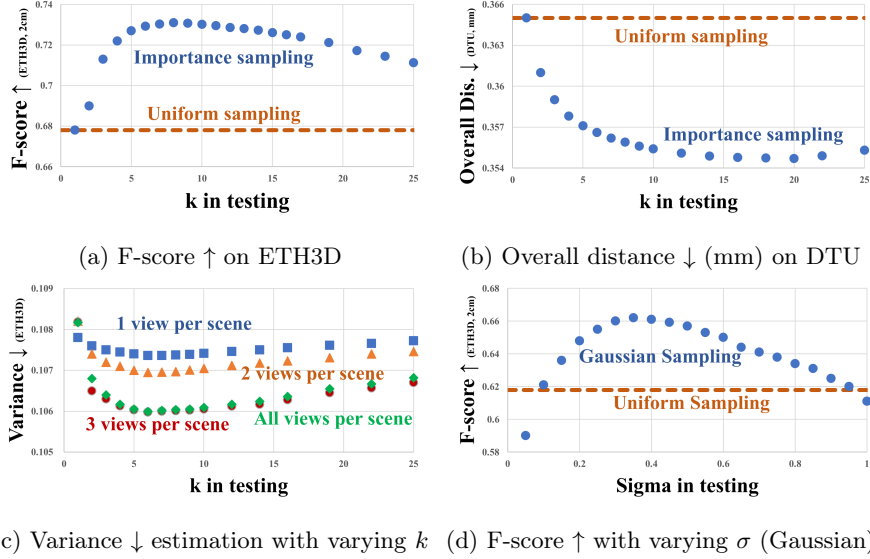 0.74
0.72
0.7
0.68
0.66
F-score ↑ (ETH3D, 2cm)
Importance sampling
Uniform sampling
0 5 10 15 20 25
k in testing
(a) F-score ↑ on ETH3D
0.366
0.363
0.36
0.357
0.354
Overall Dis. ↓ (DTU, mm)
Uniform sampling
Importance sampling
0 5 10 15 20 25
k in testing
(b) Overall distance ↓ (mm) on DTU
0.109
0.108
0.107
0.106
0.105
Variance ↓ (ETH3D)
1 view per scene
2 views per scene
3 views per scene
All views per scene
0 5 10 15 20 25
k in testing
c) Variance ↓ estimation with varying k
0.68
0.66
0.64
0.62
0.6
0.58
F-score ↑ (ETH3D, 2cm)
Gaussian Sampling
Uniform Sampling
0 0.2 0.4 0.6 0.8 1
Sigma in testing
(d) F-score ↑ with varying σ (Gaussian)